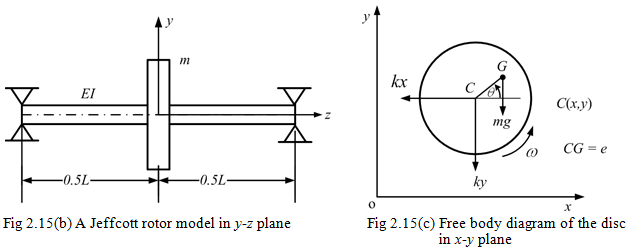 y
m
EI
z
0.5L
0.5L
Fig 2.15(b) A Jeffcott rotor model in y-z plane
y
G
kx
C
θ
C(x,y)
mg
ω
CG = e
ky
o
x
Fig 2.15(c) Free body diagram of the disc
in x-y plane